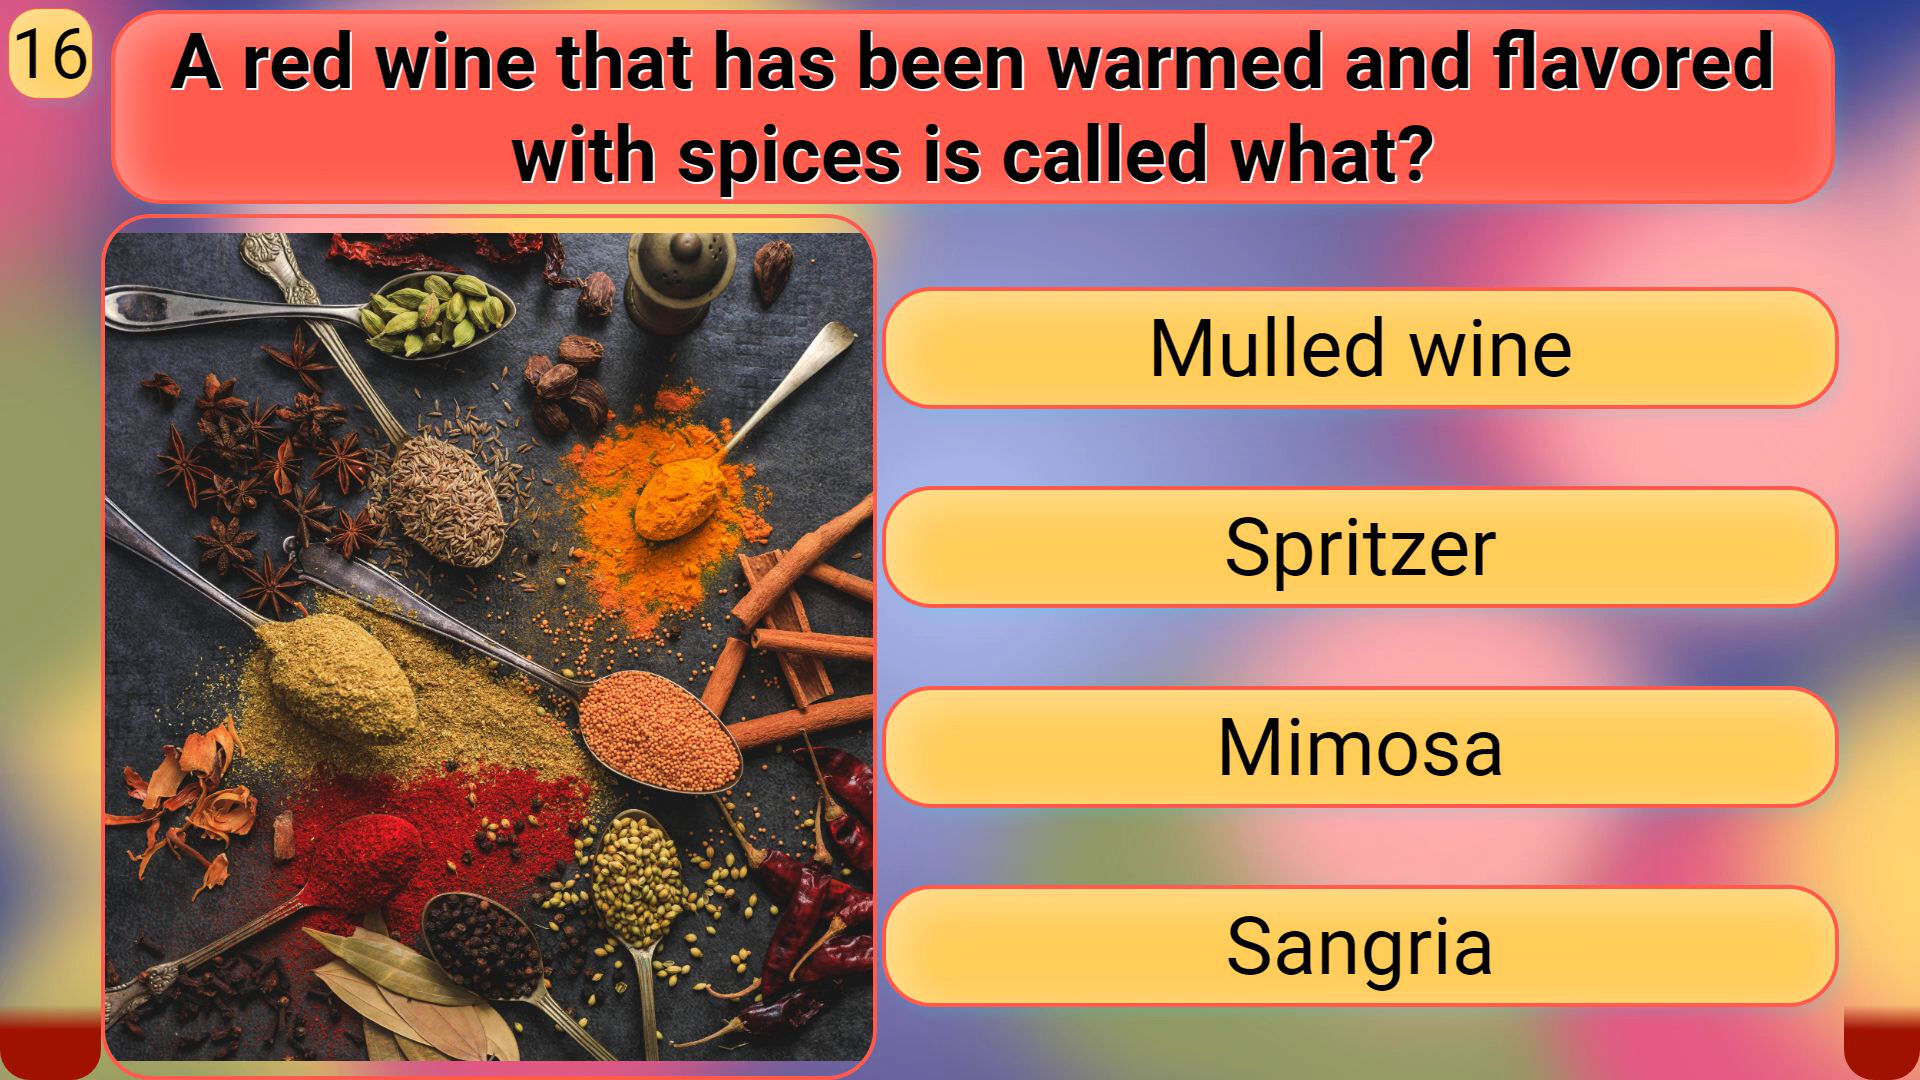 16
A red wine that has been warmed and flavored
with spices is called what?
Mulled wine
Spritzer
Mimosa
Sangria